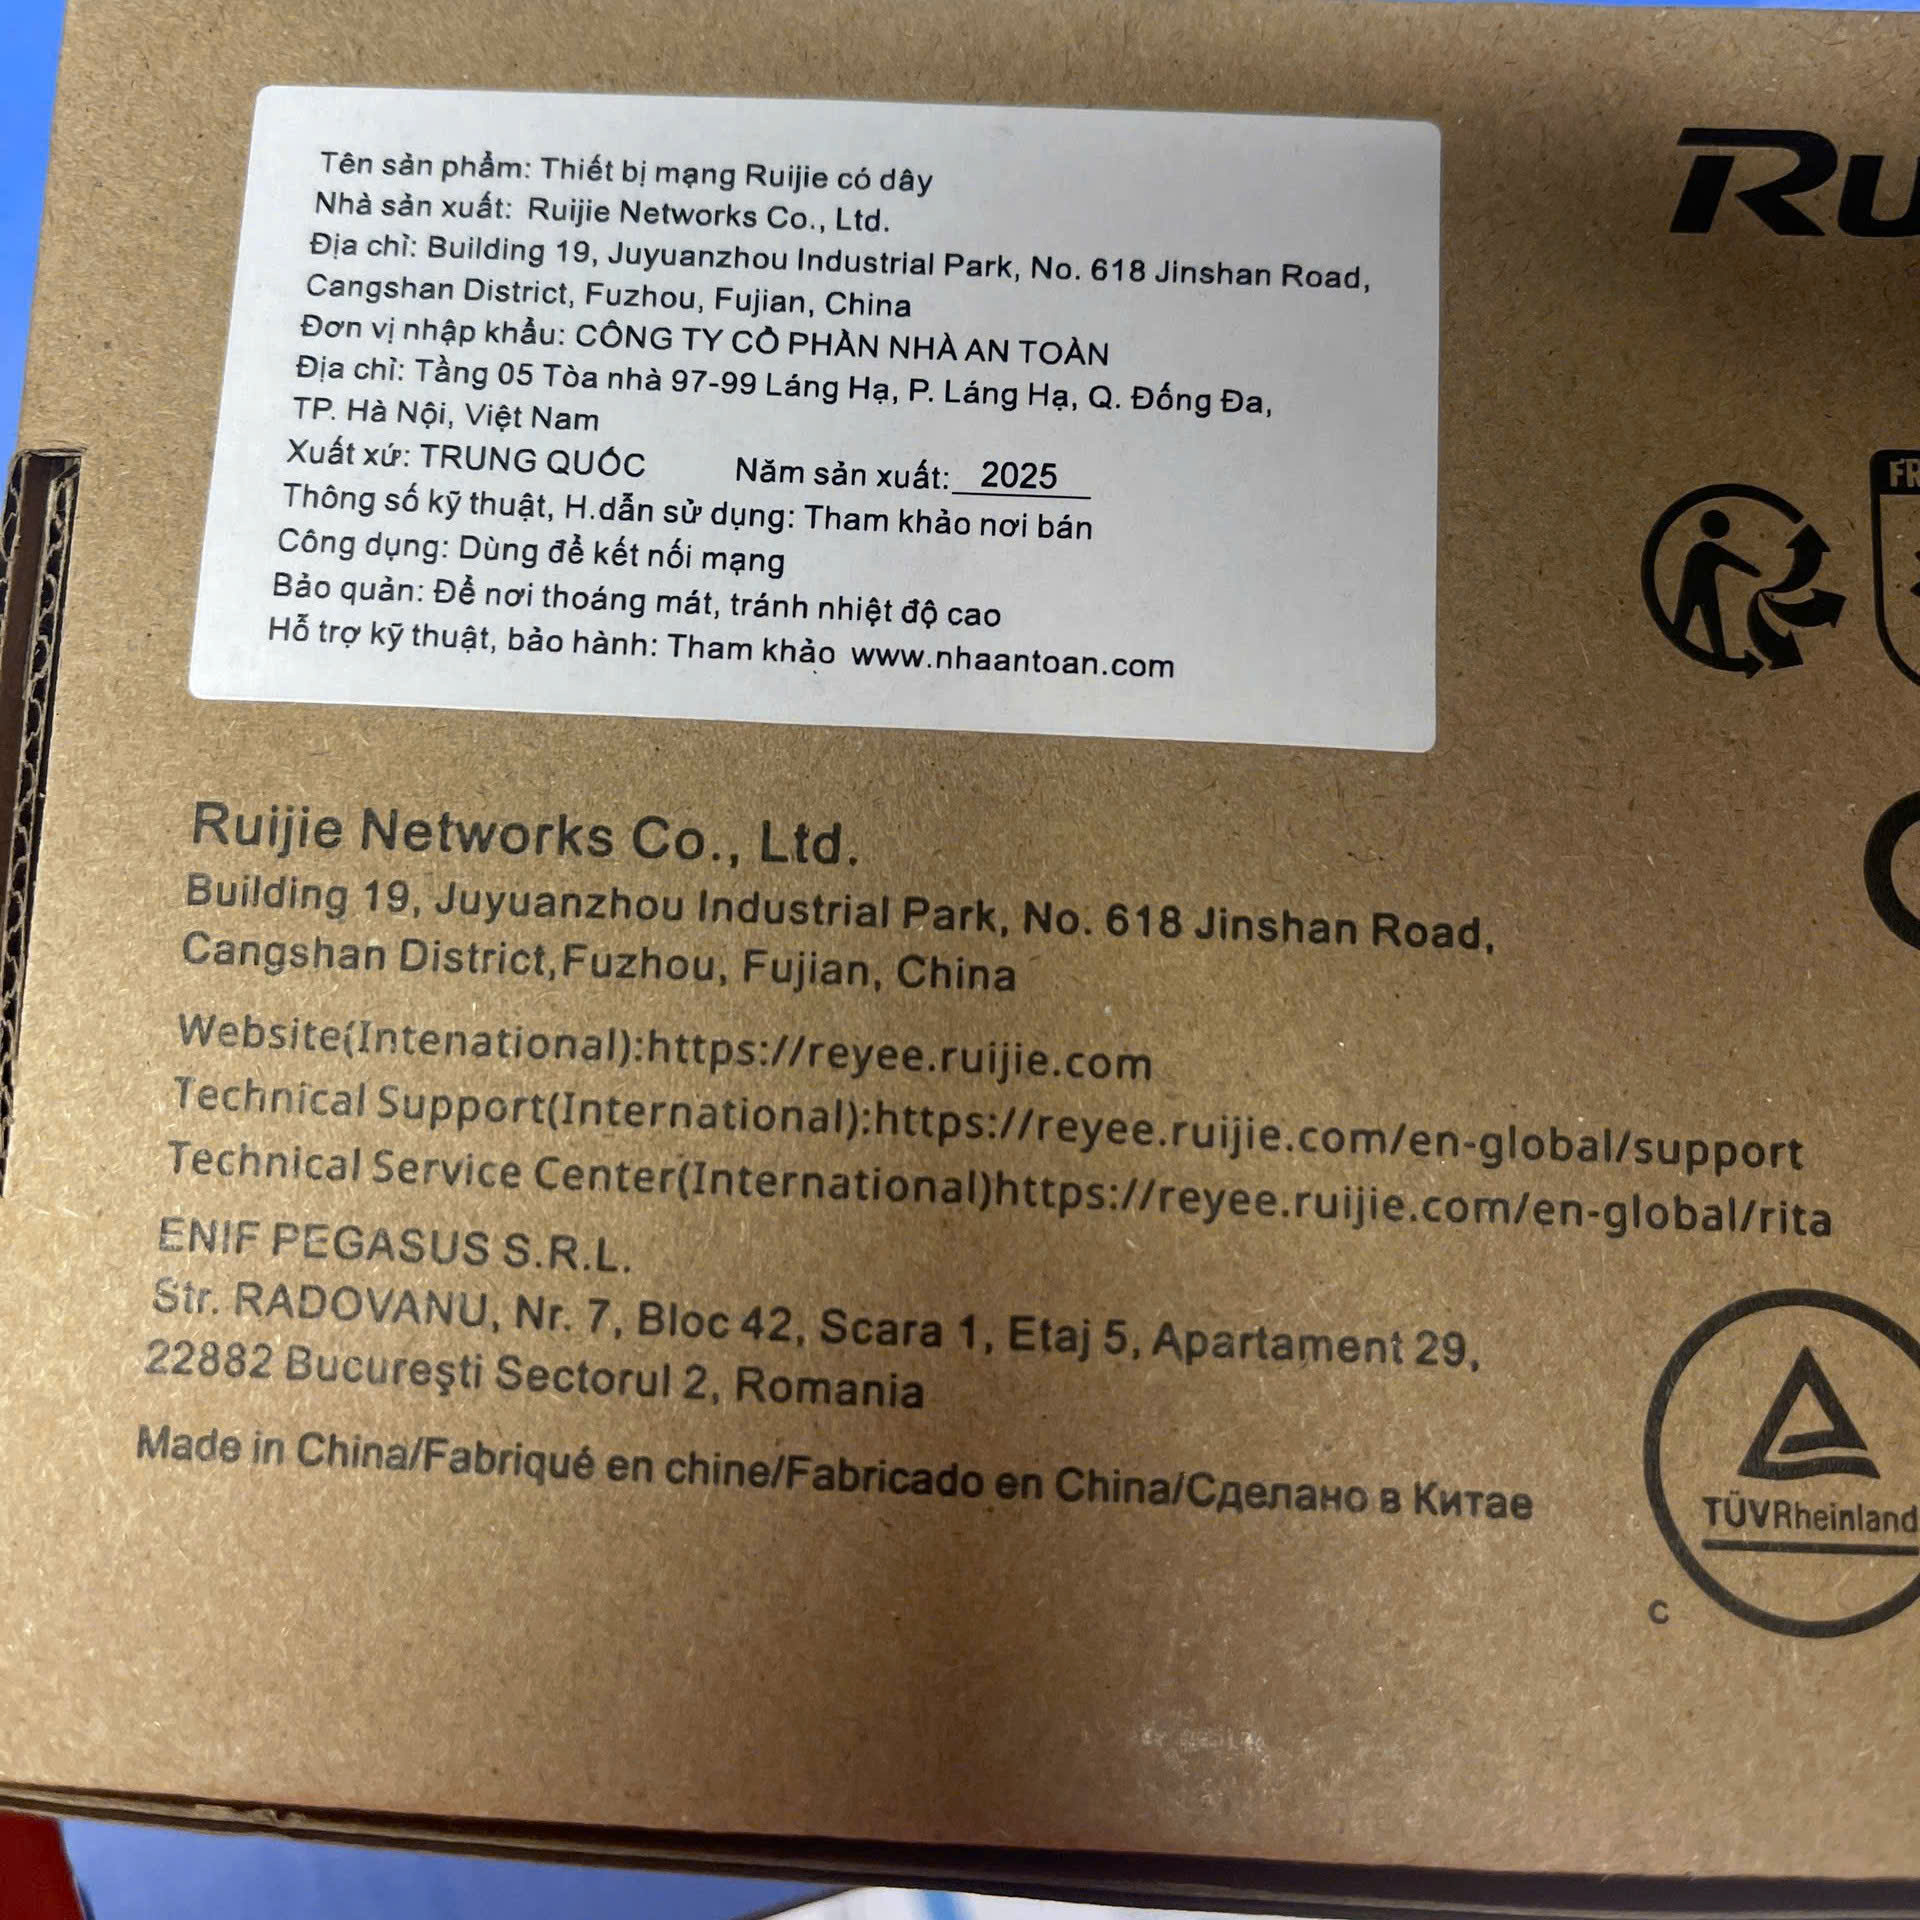 Tên sản phẩm: Thiết bị mạng Ruijie có dây
Nhà sản xuất: Ruijie Networks Co., Ltd.
Địa chỉ: Building 19, Juyuanzhou Industrial Park, No. 618 Jinshan Road,
Cangshan District, Fuzhou, Fujian, China
Đơn vị nhập khẩu: CÔNG TY CỔ PHẦN NHÀ AN TOÀN
Địa chỉ: Tầng 05 Tòa nhà 97-99 Láng Hạ, P. Láng Hạ, Q. Đống Đa,
TP. Hà Nội, Việt Nam
Xuất xứ: TRUNG QUỐC Năm sản xuất: 2025
Thông số kỹ thuật, H.dẫn sử dụng: Tham khảo nơi bán
Công dụng: Dùng để kết nối mạng
Bảo quản: Để nơi thoáng mát, tránh nhiệt độ cao
Hỗ trợ kỹ thuật, bảo hành: Tham khảo www.nhaantoan.com
Ru
FR
Ruijie Networks Co., Ltd.
Building 19, Juyuanzhou Industrial Park, No. 618 Jinshan Road,
Cangshan District,Fuzhou, Fujian, China
Website(Intenational):https://reyee.ruijie.com
Technical Support(International):https://reyee.ruijie.com/en-global/support
Technical Service Center(International)https://reyee.ruijie.com/en-global/rita
ENIF PEGASUS S.R.L.
Str. RADOVANU, Nr. 7, Bloc 42, Scara 1, Etaj 5, Apartament 29,
22882 Bucureşti Sectorul 2, Romania
Made in China/Fabriqué en chine/Fabricado en China/Сделано в Китае
TÜVRheinland
c